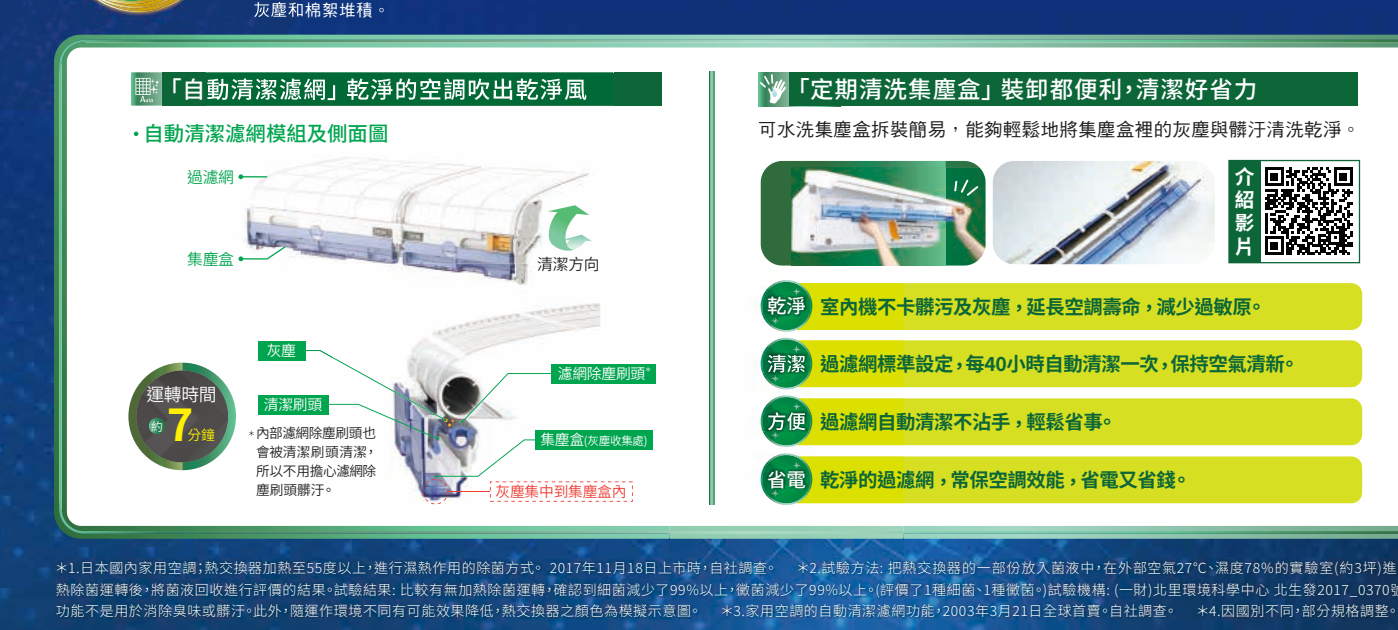 灰塵和棉絮堆積。
「自動清潔濾網」乾淨的空調吹出乾淨風
Auto
・自動清潔濾網模組及側面圖
過濾網
集塵盒
清潔方向
灰塵
濾網除塵刷頭*
清潔刷頭
運轉時間
約7分鐘
*內部濾網除塵刷頭也
會被清潔刷頭清潔，
所以不用擔心濾網除
塵刷頭髒汙。
集塵盒(灰塵收集處)
灰塵集中到集塵盒內
「定期清洗集塵盒」裝卸都便利，清潔好省力
可水洗集塵盒拆裝簡易，能夠輕鬆地將集塵盒裡的灰塵與髒汙清洗乾淨。
介紹影片
乾淨 室內機不卡髒污及灰塵，延長空調壽命，減少過敏原。
清潔 過濾網標準設定，每40小時自動清潔一次，保持空氣清新。
方便 過濾網自動清潔不沾手，輕鬆省事。
省電 乾淨的過濾網，常保空調效能，省電又省錢。
＊1.日本國內家用空調;熱交換器加熱至55度以上，進行濕熱作用的除菌方式。 2017年11月18日上市時，自社調查。 ＊2.試驗方法: 把熱交換器的一部份放入菌液中，在外部空氣27°C、濕度78%的實驗室(約3坪)進
熱除菌運轉後，將菌液回收進行評價的結果。試驗結果: 比較有無加熱除菌運轉，確認到細菌減少了99%以上，黴菌減少了99%以上。(評價了1種細菌、1種黴菌。)試驗機構: (一財)北里環境科學中心 北生發2017_0370號
功能不是用於消除臭味或髒汙。此外，隨運作環境不同有可能效果降低，熱交換器之顏色為模擬示意圖。 ＊3.家用空調的自動清潔濾網功能，2003年3月21日全球首賣。自社調查。 ＊4.因國別不同，部分規格調整。